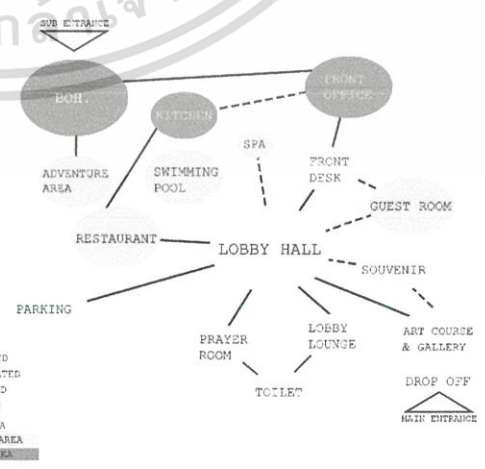 SUB ENTRANCE
BOH.
FRONT
OFFICE
KITCHEN
SPA
ADVENTURE
AREA
SWIMMING
POOL
FRONT
DESK
GUEST ROOM
RESTAURANT
LOBBY HALL
SOUVENIR
PARKING
PRAYER
ROOM
LOBBY
LOUNGE
ART COURSE
& GALLERY
TOILET
DROP OFF
MAIN ENTRANCE
AREA